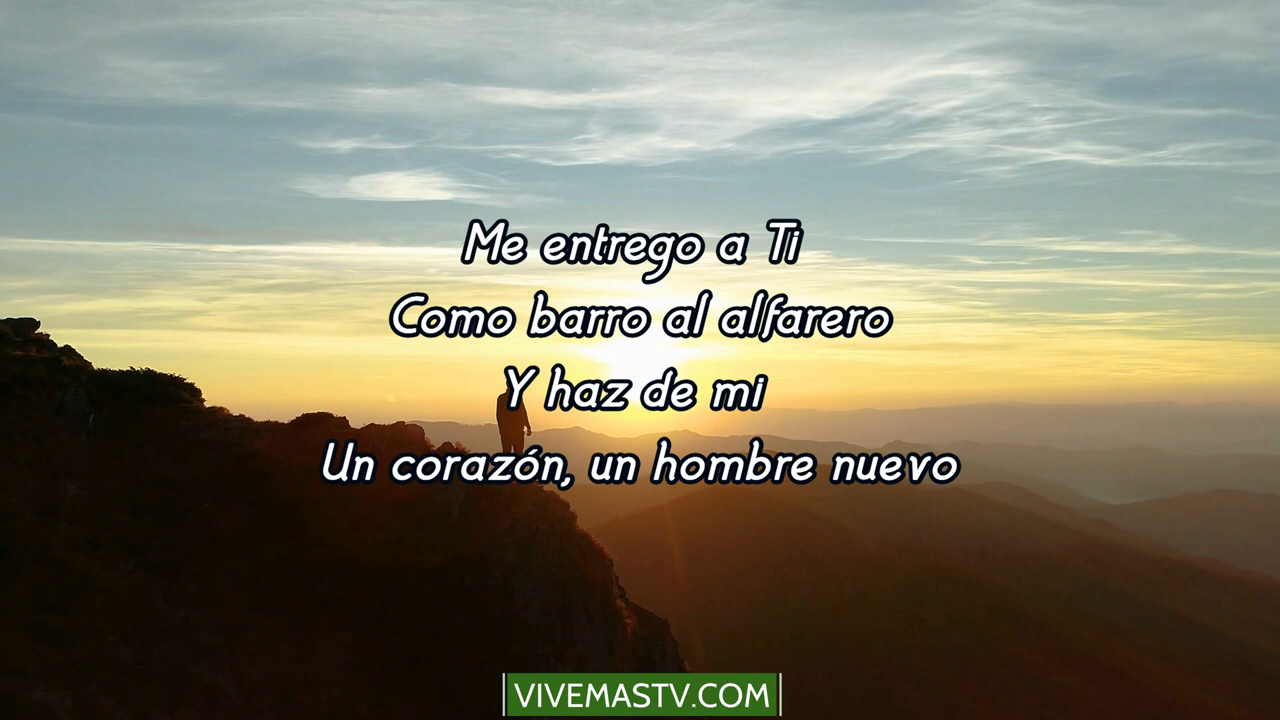 Me entrego a Ti
Como barro al alfarero
Y haz de mi
Un corazón, un hombre nuevo
VIVEMASTV.COM